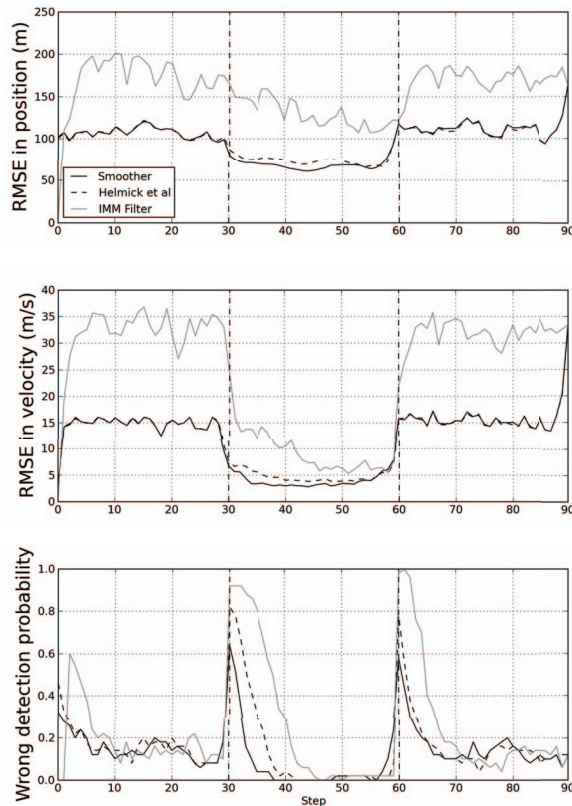 RMSE in position (m)
250
200
150
100
50
0
Smoother
Helmick et al
IMM Filter
0 10 20 30 40 50 60 70 80 90
RMSE in velocity (m/s)
40
35
30
25
20
15
10
5
0
0 10 20 30 40 50 60 70 80 90
Wrong detection probability
1.0
0.8
0.6
0.4
0.2
0.0
0 10 20 30 40 50 60 70 80 90
Step